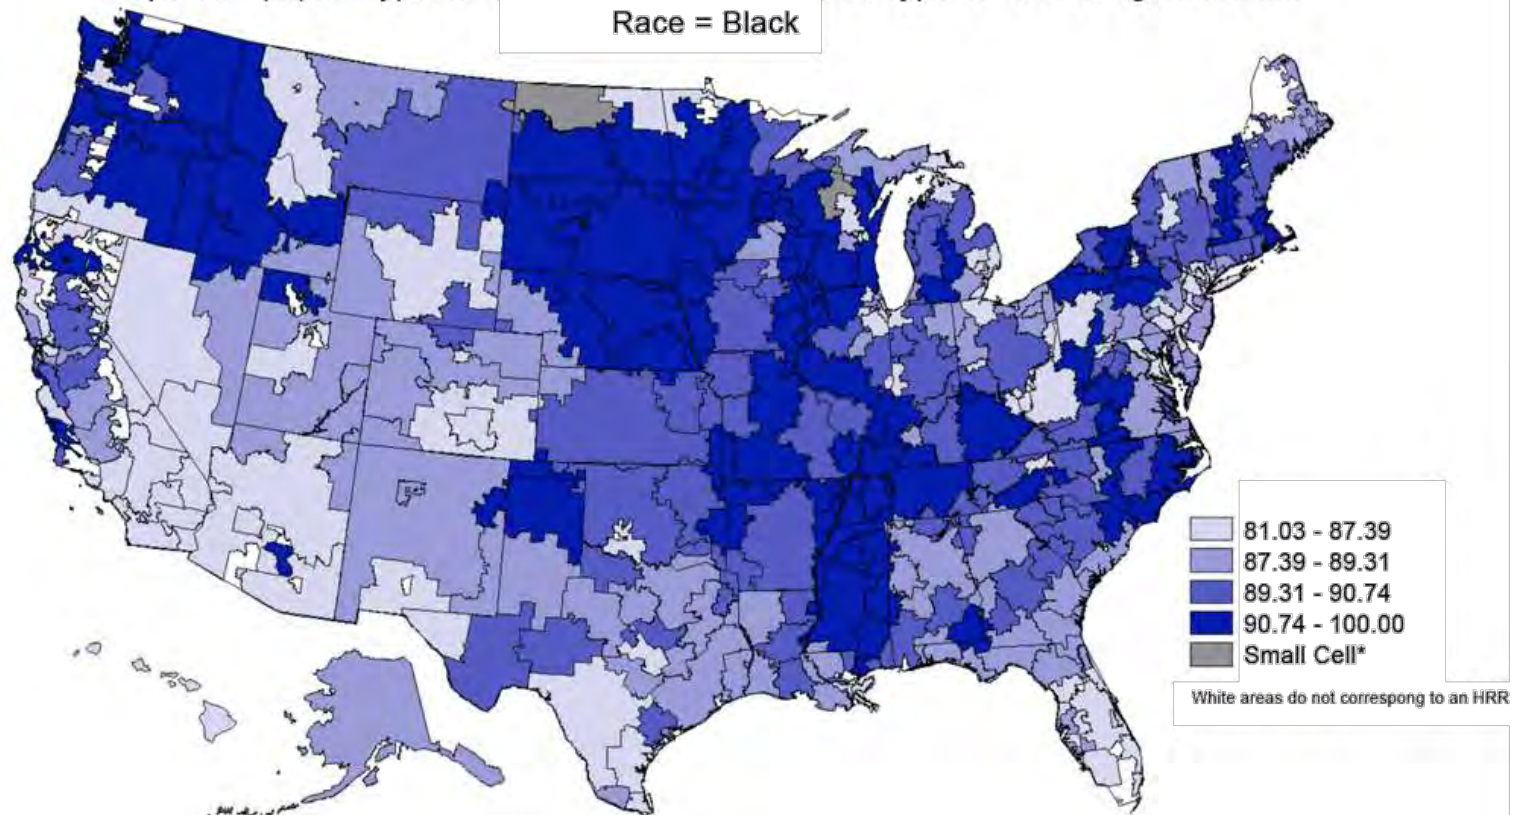 Race = Black
81.03 - 87.39
87.39 - 89.31
89.31 - 90.74
90.74 - 100.00
Small Cell*
White areas do not correspong to an HRR